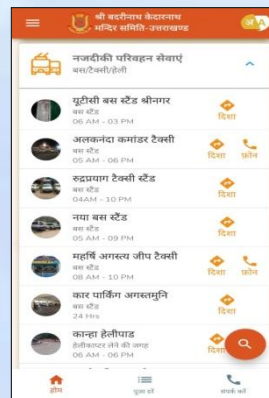 श्री बदरीनाथ केदारनाथ
मन्दिर समिति-उत्तराखण्ड
नजदीकी परिवहन सेवाएं
बस/टैक्सी/हेली
यूटीसी बस स्टैंड श्रीनगर
बस स्टैंड
06 AM - 03 PM
दिशा
अलकनंदा कमांडर टैक्सी
बस स्टैंड
05 AM - 06 PM
दिशा
फ़ोन
रुद्रप्रयाग टैक्सी स्टैंड
बस स्टैंड
04AM - 10 PM
दिशा
नया बस स्टैंड
बस स्टैंड
05 AM - 09 PM
दिशा
महर्षि अगस्त्य जीप टैक्सी
बस स्टैंड
08 AM - 10 PM
दिशा
फ़ोन
कार पार्किंग अगस्तमुनि
बस स्टैंड
24 Hrs
दिशा
कान्हा हेलीपाड
हेलीकाप्टर लेने की जगह
06 AM - 06 PM
दिशा
होम
संपर्क करें